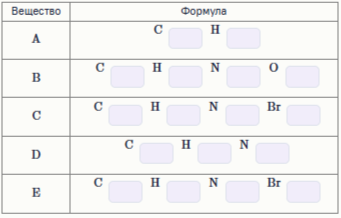 Вещество Формула
A C H
B C H N O
C C H N Br
D C H N
E C H N Br